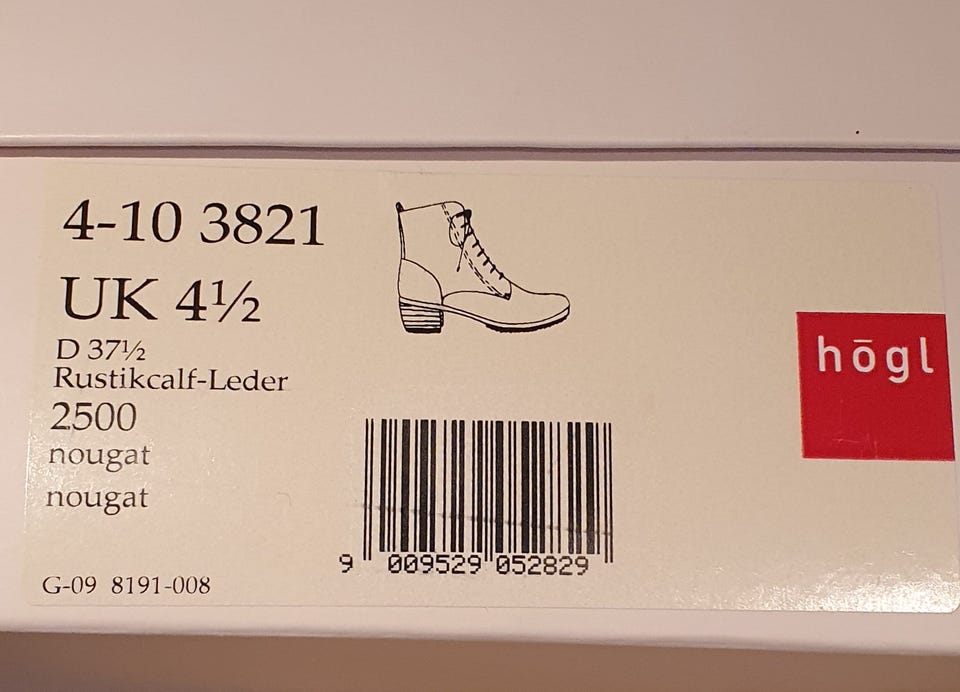 4-10 3821
UK 4½
D 37½
Rustikcalf-Leder
2500
nougat
nougat
G-09 8191-008
9 009529 052829
hōgl